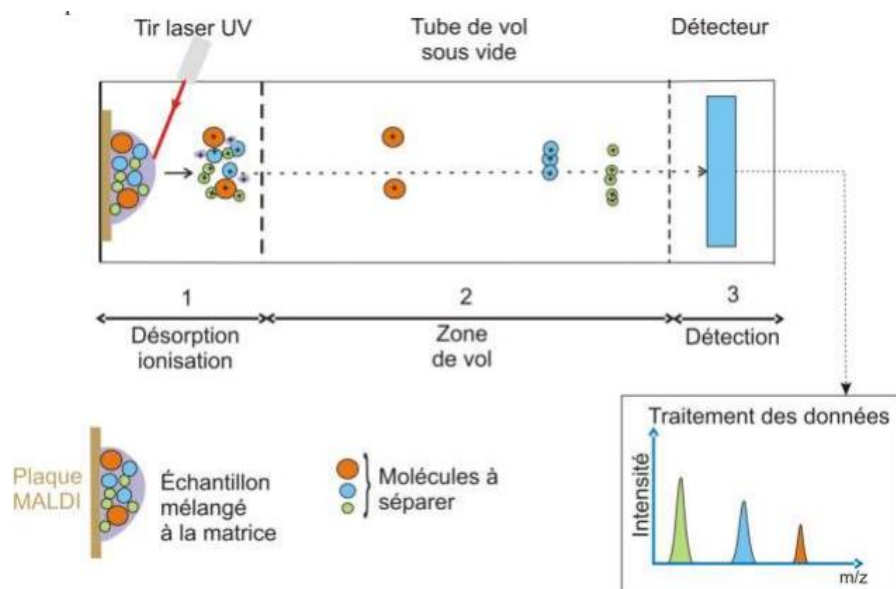 Tir laser UV
Tube de vol
sous vide
Détecteur
1
2
3
Désorption
ionisation
Zone
de vol
Détection
Plaque
MALDI
Échantillon
mélangé
à la matrice
Molécules à
séparer
Traitement des données
Intensité
m/z